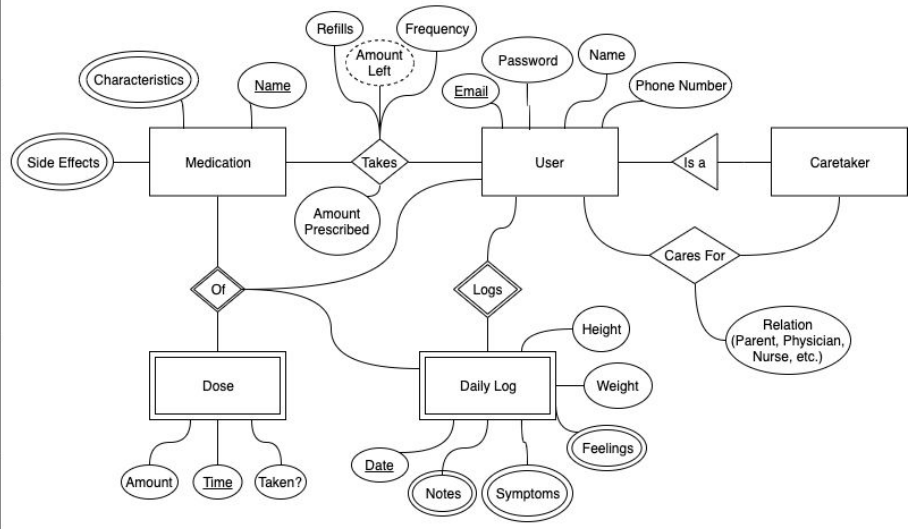 Refills
Frequency
Amount
Left
Password
Name
Characteristics
Name
Email
Phone Number
Side Effects
Medication
Takes
User
Is a
Caretaker
Amount
Prescribed
Cares For
Of
Logs
Relation
(Parent, Physician,
Nurse, etc.)
Height
Dose
Daily Log
Weight
Feelings
Date
Amount
Time
Taken?
Notes
Symptoms